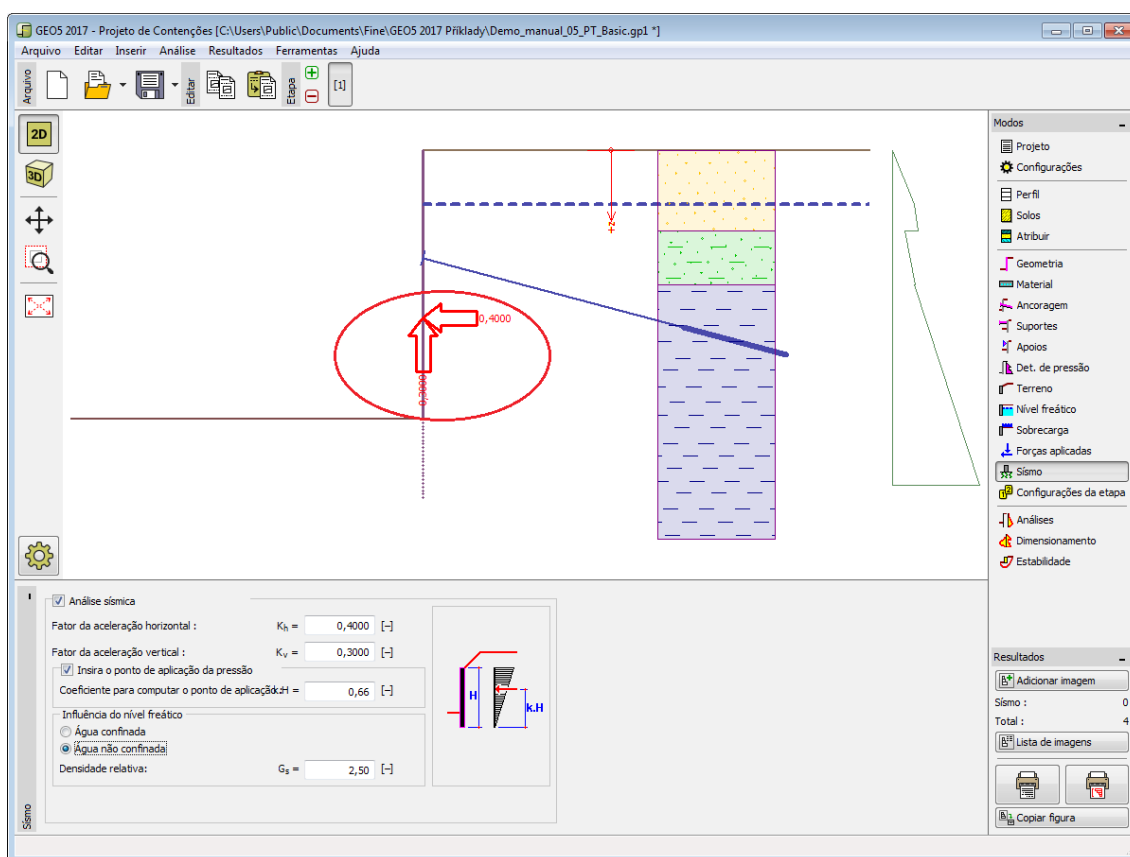 GEO5 2017 - Projeto de Contenções [C:\Users\Public\Documents\Fine\GEO5 2017 Příklady\Demo_manual_05_PT_Basic.gp1 *]
Arquivo Editar Inserir Análise Resultados Ferramentas Ajuda
Arquivo
Editar
Etapa
[1]
2D
3D
+z
0,4000
0,3000
Modos
Projeto
Configurações
Perfil
Solos
Atribuir
Geometria
Material
Ancoragem
Suportes
Apoios
Det. de pressão
Terreno
Nível freático
Sobrecarga
Forças aplicadas
Sísmo
Configurações da etapa
Análises
Dimensionamento
Estabilidade
Sísmo
Análise sísmica
Fator da aceleração horizontal : Kh = 0,4000 [–]
Fator da aceleração vertical : Kv = 0,3000 [–]
Insira o ponto de aplicação da pressão
Coeficiente para computar o ponto de aplicação k.H = 0,66 [–]
Influência do nível freático
Água confinada
Água não confinada
Densidade relativa: Gs = 2,50 [–]
H
k.H
Resultados
Adicionar imagem
Sísmo : 0
Total : 4
Lista de imagens
Copiar figura